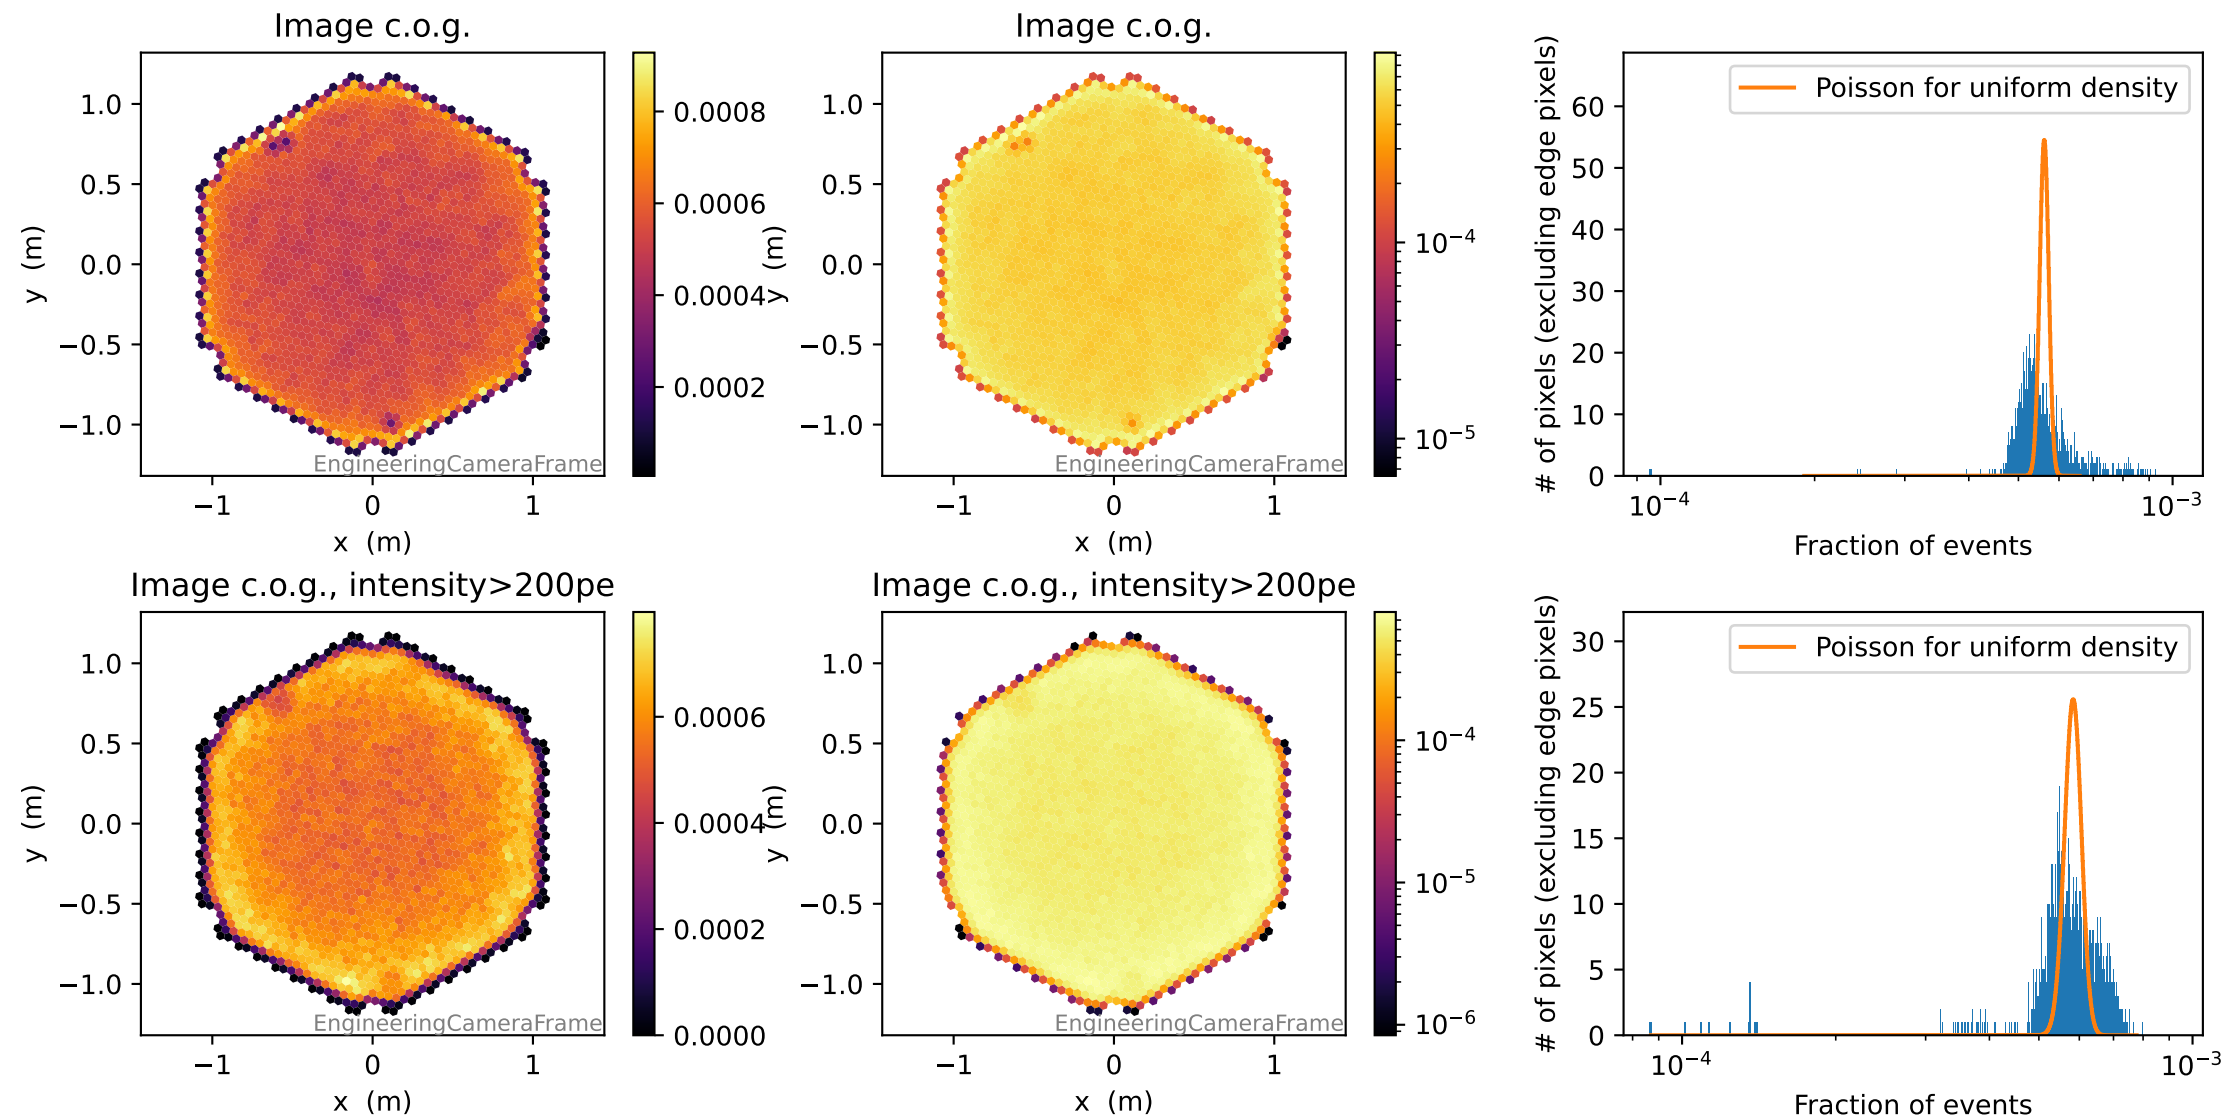 Image c.o.g.
1.0
0.5
0.0
−0.5
−1.0
y (m)
−1 0 1
x (m)
EngineeringCameraFrame
0.0008
0.0006
0.0004
0.0002
Image c.o.g.
1.0
0.5
0.0
−0.5
−1.0
y (m)
−1 0 1
x (m)
EngineeringCameraFrame
10⁻⁴
10⁻⁵
Poisson for uniform density
# of pixels (excluding edge pixels)
60
50
40
30
20
10
0
10⁻⁴ 10⁻³
Fraction of events
Image c.o.g., intensity>200pe
1.0
0.5
0.0
−0.5
−1.0
y (m)
−1 0 1
x (m)
EngineeringCameraFrame
0.0006
0.0004
0.0002
0.0000
Image c.o.g., intensity>200pe
1.0
0.5
0.0
−0.5
−1.0
y (m)
−1 0 1
x (m)
EngineeringCameraFrame
10⁻⁴
10⁻⁵
10⁻⁶
Poisson for uniform density
# of pixels (excluding edge pixels)
30
25
20
15
10
5
0
10⁻⁴ 10⁻³
Fraction of events